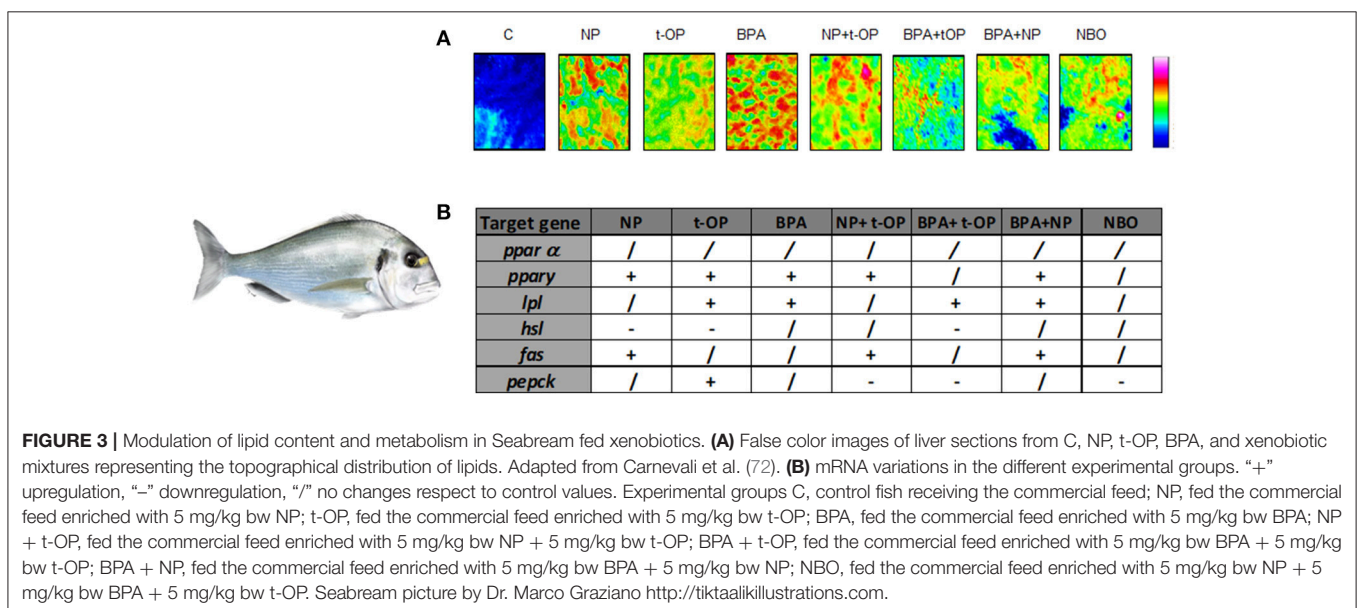 A
C NP t-OP BPA NP+t-OP BPA+tOP BPA+NP NBO
B
Target gene NP t-OP BPA NP+ t-OP BPA+ t-OP BPA+NP NBO
ppar α / / / / / / /
pparγ + + + + / + /
lpl / + + / + + /
hsl - - / / - / /
fas + / / + / + /
pepck / + / - - / -
FIGURE 3 | Modulation of lipid content and metabolism in Seabream fed xenobiotics. (A) False color images of liver sections from C, NP, t-OP, BPA, and xenobiotic
mixtures representing the topographical distribution of lipids. Adapted from Carnevali et al. (72). (B) mRNA variations in the different experimental groups. “+”
upregulation, “–” downregulation, “/” no changes respect to control values. Experimental groups C, control fish receiving the commercial feed; NP, fed the commercial
feed enriched with 5 mg/kg bw NP; t-OP, fed the commercial feed enriched with 5 mg/kg bw t-OP; BPA, fed the commercial feed enriched with 5 mg/kg bw BPA; NP
+ t-OP, fed the commercial feed enriched with 5 mg/kg bw NP + 5 mg/kg bw t-OP; BPA + t-OP, fed the commercial feed enriched with 5 mg/kg bw BPA + 5 mg/kg
bw t-OP; BPA + NP, fed the commercial feed enriched with 5 mg/kg bw BPA + 5 mg/kg bw NP; NBO, fed the commercial feed enriched with 5 mg/kg bw NP + 5
mg/kg bw BPA + 5 mg/kg bw t-OP. Seabream picture by Dr. Marco Graziano http://tiktaalikillustrations.com.